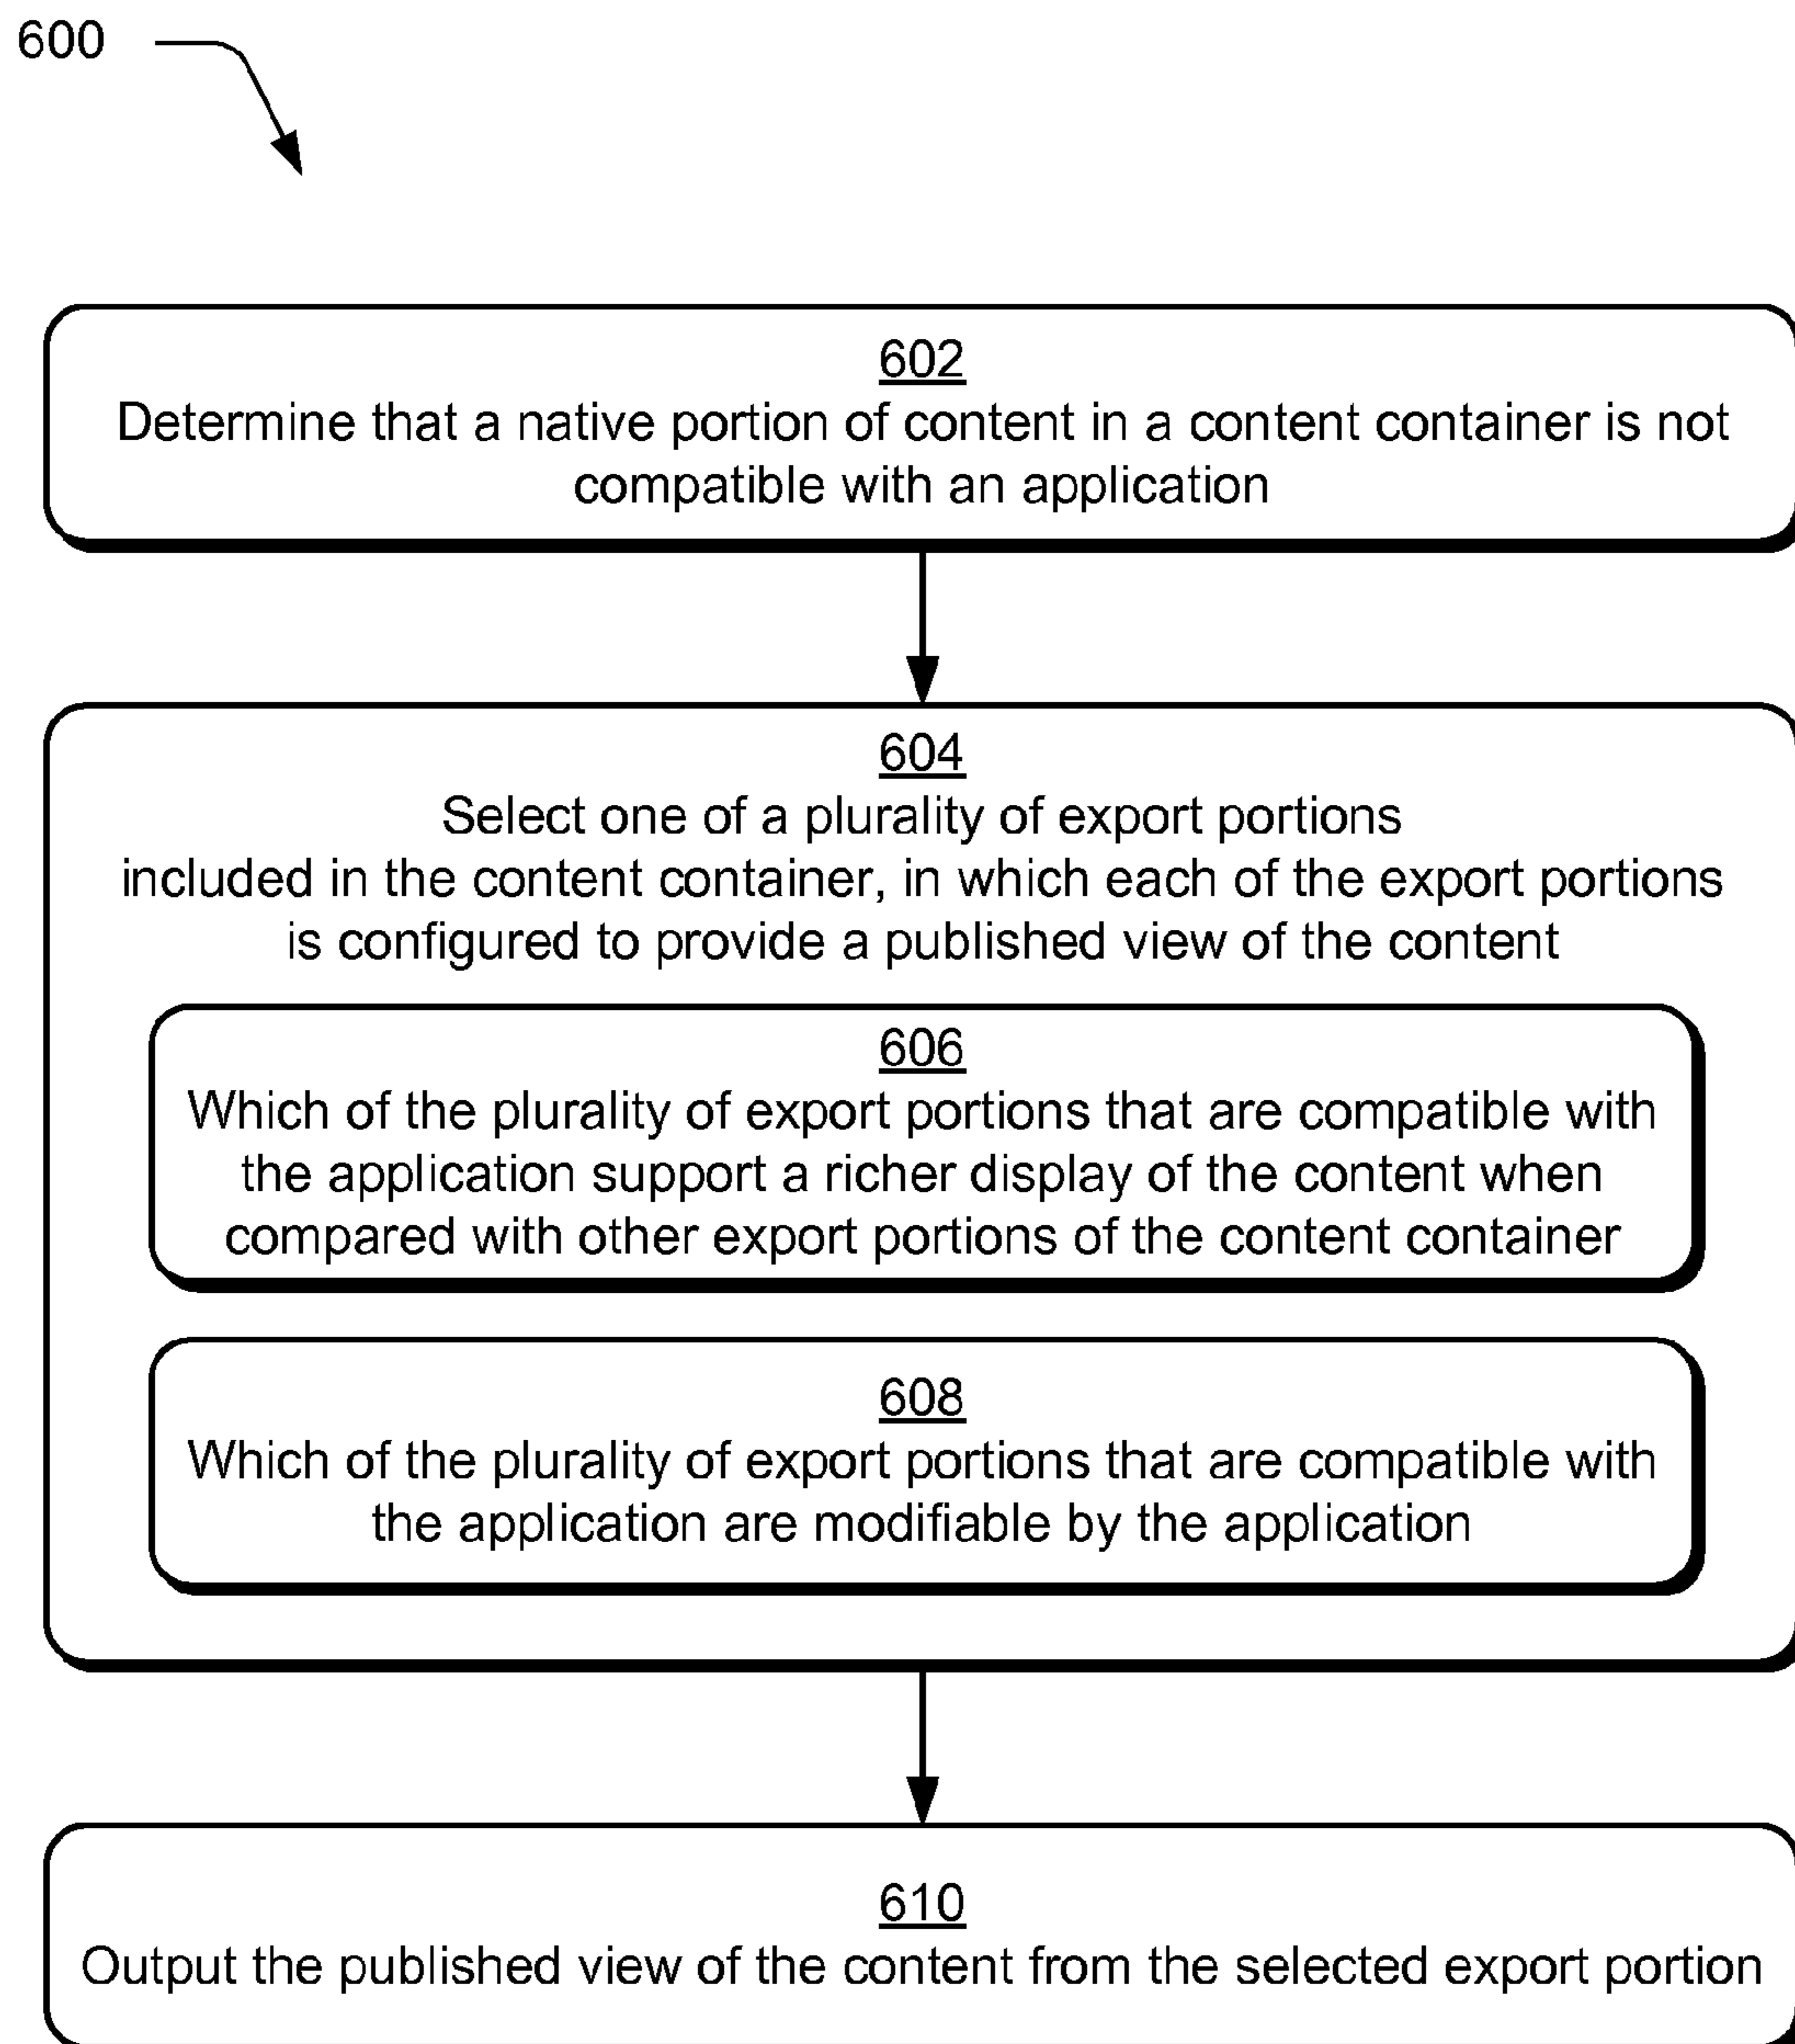 600
602
Determine that a native portion of content in a content container is not
compatible with an application
604
Select one of a plurality of export portions
included in the content container, in which each of the export portions
is configured to provide a published view of the content
606
Which of the plurality of export portions that are compatible with
the application support a richer display of the content when
compared with other export portions of the content container
608
Which of the plurality of export portions that are compatible with
the application are modifiable by the application
610
Output the published view of the content from the selected export portion